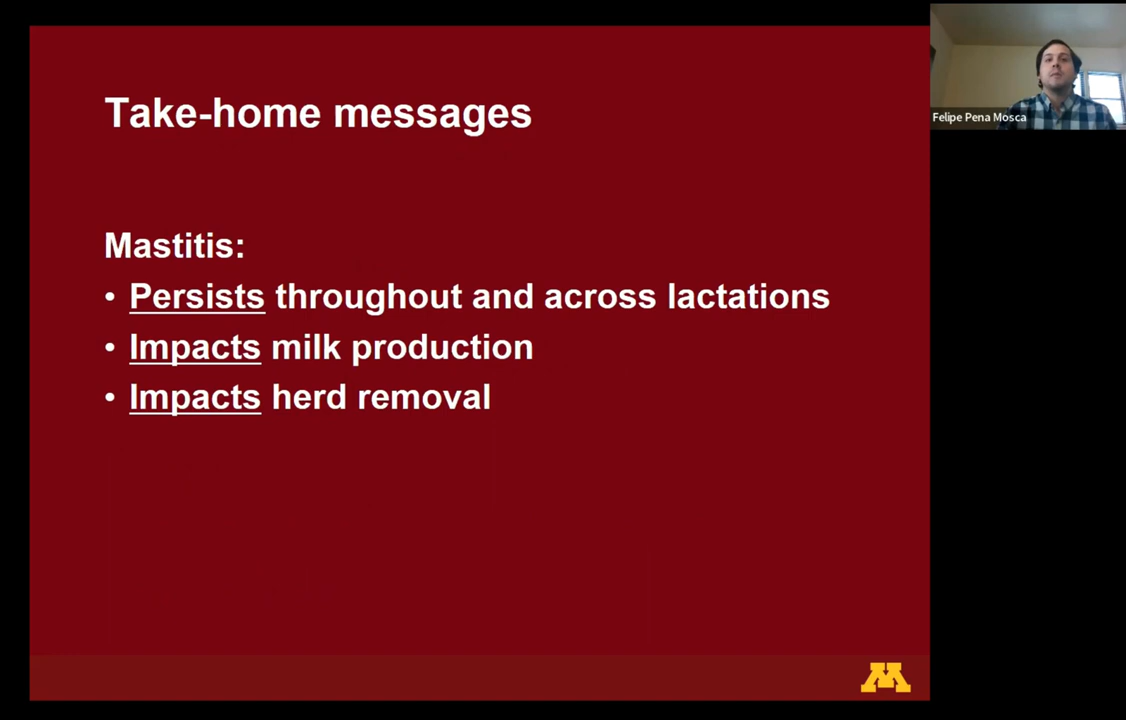 Take-home messages
Mastitis:
• Persists throughout and across lactations
• Impacts milk production
• Impacts herd removal
Felipe Pena Mosca
M